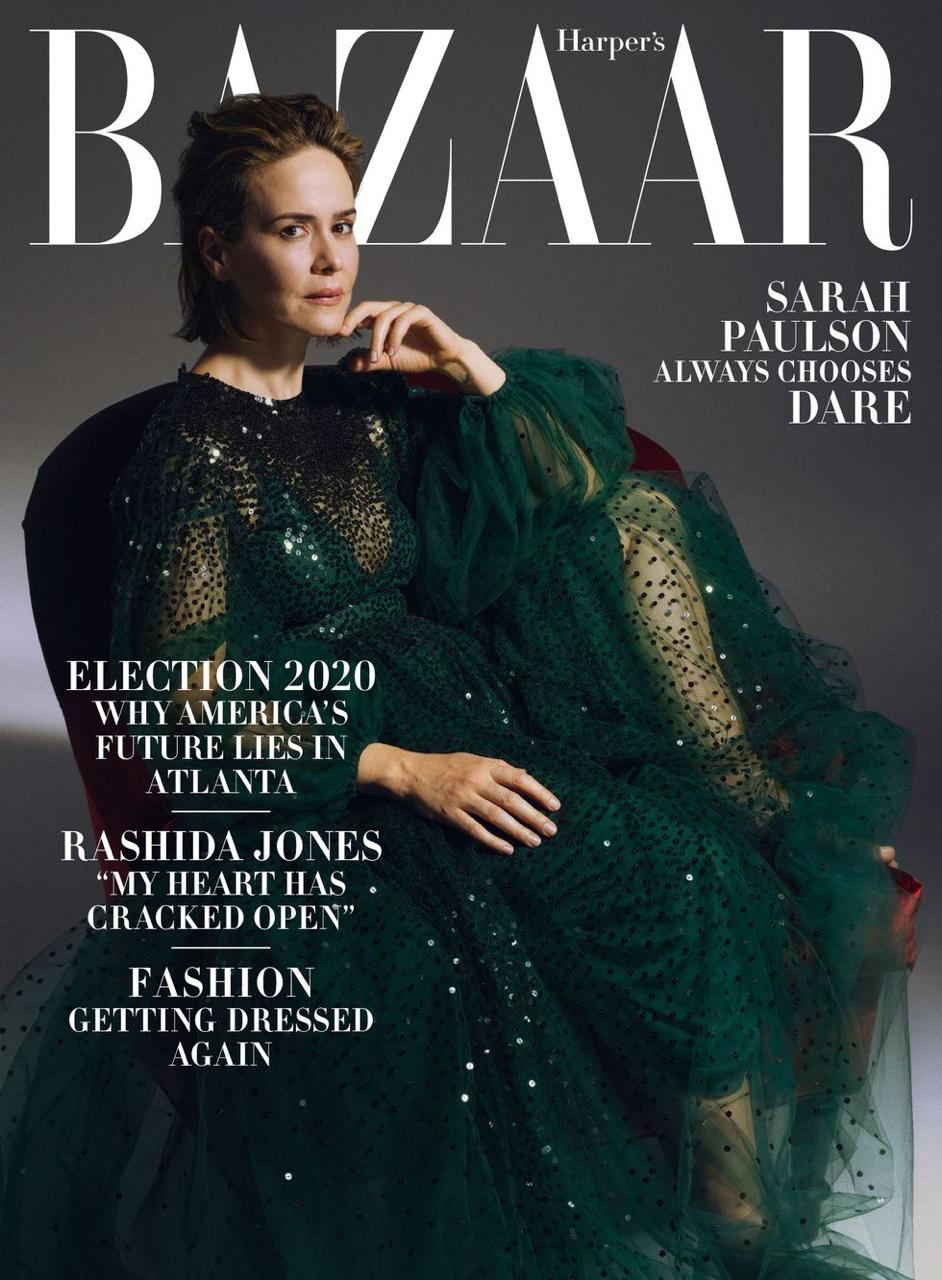 Harper's
BAZAAR
SARAH
PAULSON
ALWAYS CHOOSES
DARE
ELECTION 2020
WHY AMERICA'S
FUTURE LIES IN
ATLANTA
RASHIDA JONES
“MY HEART HAS
CRACKED OPEN”
FASHION
GETTING DRESSED
AGAIN